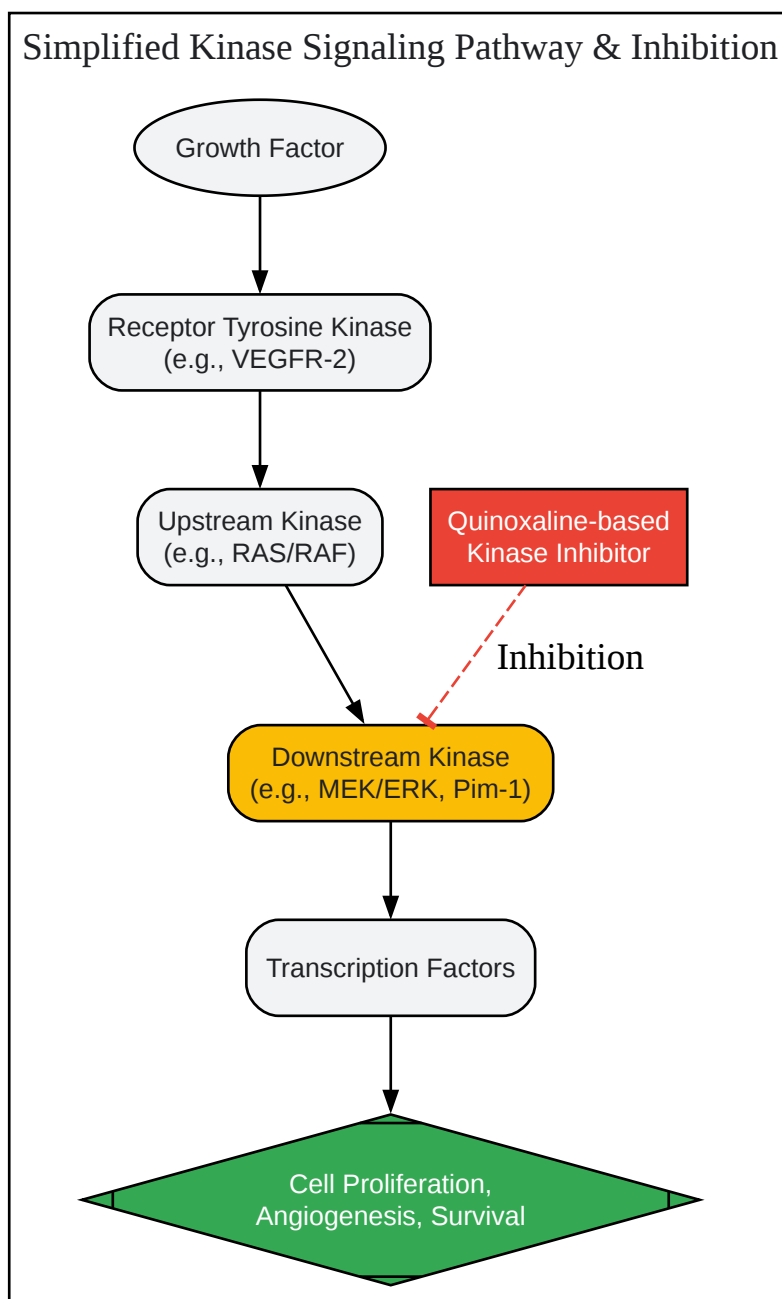 Simplified Kinase Signaling Pathway & Inhibition
Growth Factor
Receptor Tyrosine Kinase
(e.g., VEGFR-2)
Upstream Kinase
(e.g., RAS/RAF)
Quinoxaline-based
Kinase Inhibitor
Inhibition
Downstream Kinase
(e.g., MEK/ERK, Pim-1)
Transcription Factors
Cell Proliferation,
Angiogenesis, Survival